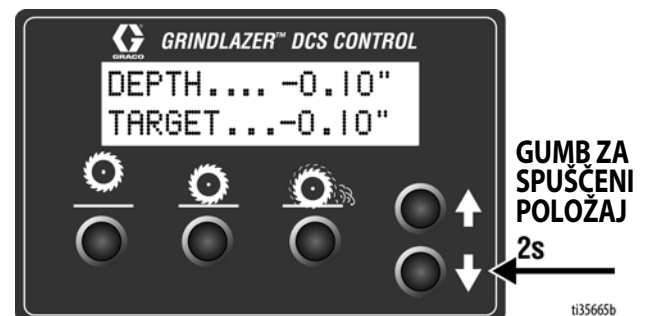 GRACO
GRINDLAZER™ DCS CONTROL
DEPTH.... -0.10"
TARGET...-0.10"
GUMB ZA
SPUŠČENI
POLOŽAJ
2s
ti35665b